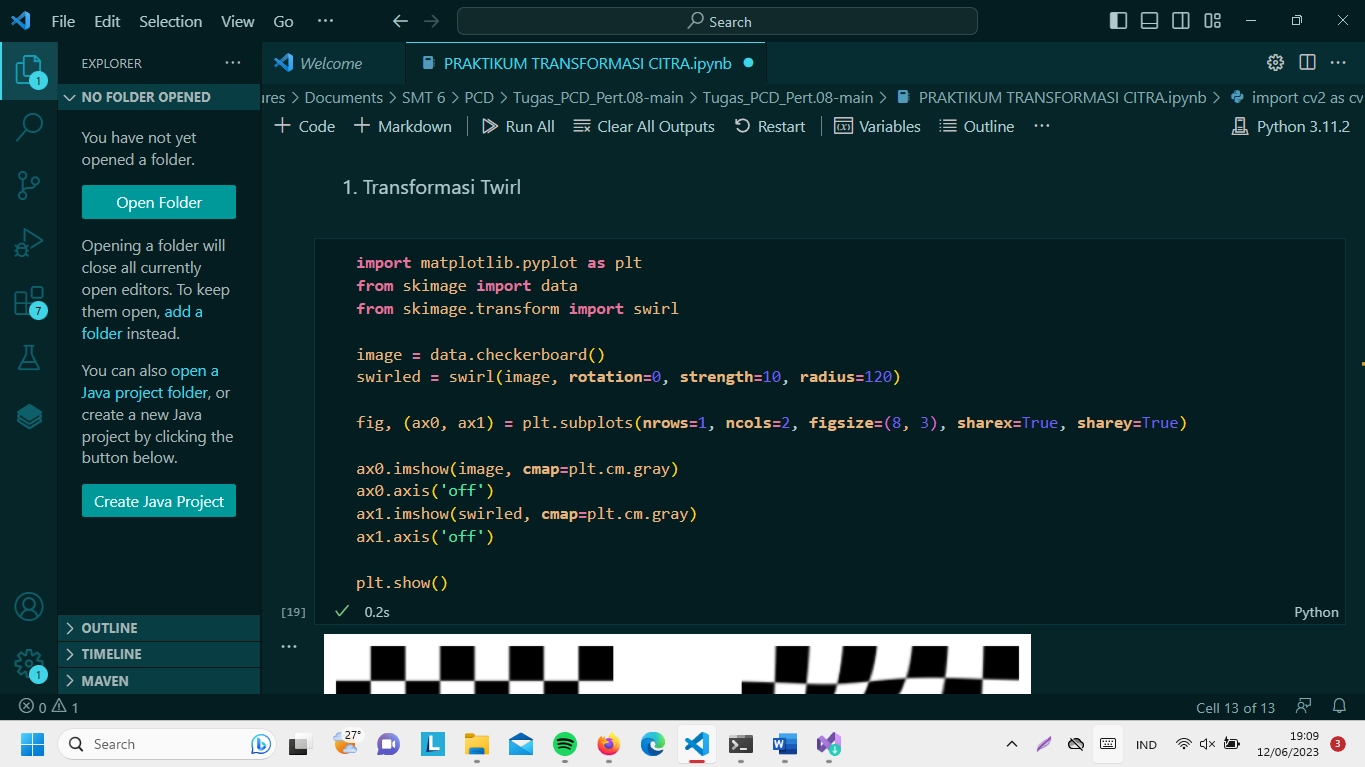 File Edit Selection View Go ···
Search
EXPLORER ···
Welcome
PRAKTIKUM TRANSFORMASI CITRA.ipynb
NO FOLDER OPENED
ures > Documents > SMT 6 > PCD > Tugas_PCD_Pert.08-main > Tugas_PCD_Pert.08-main > PRAKTIKUM TRANSFORMASI CITRA.ipynb > import cv2 as cv
+ Code + Markdown Run All Clear All Outputs Restart Variables Outline ··· Python 3.11.2
1
7
You have not yet
opened a folder.
Open Folder
Opening a folder will
close all currently
open editors. To keep
them open, add a
folder instead.
You can also open a
Java project folder, or
create a new Java
project by clicking the
button below.
Create Java Project
OUTLINE
TIMELINE
MAVEN
1
1. Transformasi Twirl
import matplotlib.pyplot as plt
from skimage import data
from skimage.transform import swirl
image = data.checkerboard()
swirled = swirl(image, rotation=0, strength=10, radius=120)
fig, (ax0, ax1) = plt.subplots(nrows=1, ncols=2, figsize=(8, 3), sharex=True, sharey=True)
ax0.imshow(image, cmap=plt.cm.gray)
ax0.axis('off')
ax1.imshow(swirled, cmap=plt.cm.gray)
ax1.axis('off')
plt.show()
[19] 0.2s Python
···
0 1 Cell 13 of 13
Search 27° L IND 19:09
12/06/2023 3